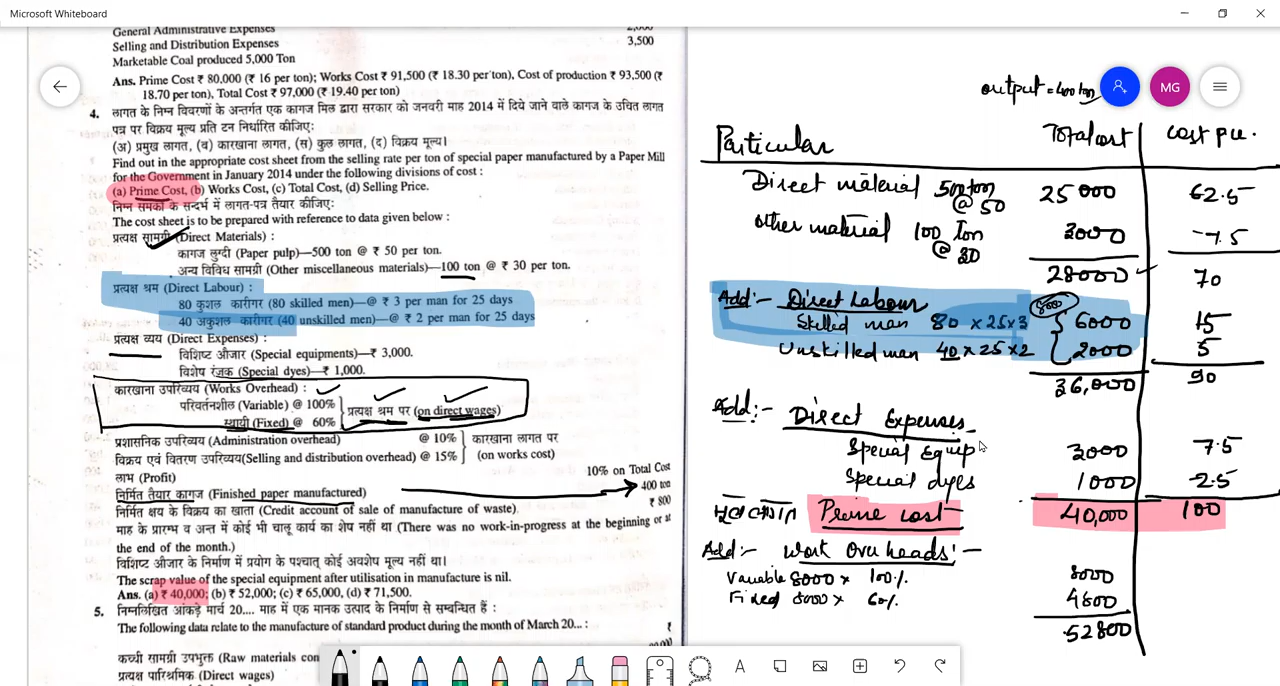 Microsoft Whiteboard
General Administrative Expenses 2,000
Selling and Distribution Expenses 3,500
Marketable Coal produced 5,000 Ton
Ans. Prime Cost ₹ 80,000 (₹ 16 per ton); Works Cost ₹ 91,500 (₹ 18.30 per ton), Cost of production ₹ 93,500 (₹
18.70 per ton), Total Cost ₹ 97,000 (₹ 19.40 per ton)
4. लागत के निम्न विवरणों के अन्तर्गत एक कागज मिल द्वारा सरकार को जनवरी माह 2014 में दिये जाने वाले कागज के उचित लागत
पत्र पर विक्रय मूल्य प्रति टन निर्धारित कीजिए:
(अ) प्रमुख लागत, (ब) कारखाना लागत, (स) कुल लागत, (द) विक्रय मूल्य।
Find out in the appropriate cost sheet from the selling rate per ton of special paper manufactured by a Paper Mill
for the Government in January 2014 under the following divisions of cost :
(a) Prime Cost, (b) Works Cost, (c) Total Cost, (d) Selling Price.
निम्न समंकों के सन्दर्भ में लागत-पत्र तैयार कीजिए:
The cost sheet is to be prepared with reference to data given below :
प्रत्यक्ष सामग्री (Direct Materials) :
कागज लुग्दी (Paper pulp)—500 ton @ ₹ 50 per ton.
अन्य विविध सामग्री (Other miscellaneous materials)—100 ton @ ₹ 30 per ton.
प्रत्यक्ष श्रम (Direct Labour) :
80 कुशल कारीगर (80 skilled men)—@ ₹ 3 per man for 25 days
40 अकुशल कारीगर (40 unskilled men)—@ ₹ 2 per man for 25 days
प्रत्यक्ष व्यय (Direct Expenses) :
विशिष्ट औजार (Special equipments)—₹ 3,000.
विशेष रंजक (Special dyes)—₹ 1,000.
कारखाना उपरिव्यय (Works Overhead) :
परिवर्तनशील (Variable) @ 100%
स्थायी (Fixed) @ 60%
प्रत्यक्ष श्रम पर (on direct wages)
प्रशासनिक उपरिव्यय (Administration overhead) @ 10% कारखाना लागत पर
विक्रय एवं वितरण उपरिव्यय(Selling and distribution overhead) @ 15% (on works cost)
लाभ (Profit) 10% on Total Cost
निर्मित तैयार कागज (Finished paper manufactured) 400 ton
निर्मित क्षय के विक्रय का खाता (Credit account of sale of manufacture of waste). ₹ 800
माह के प्रारम्भ व अन्त में कोई भी चालू कार्य का शेष नहीं था (There was no work-in-progress at the beginning or at
the end of the month.)
विशिष्ट औजार के निर्माण में प्रयोग के पश्चात् कोई अवशेष मूल्य नहीं था।
The scrap value of the special equipment after utilisation in manufacture is nil.
Ans. (a) ₹ 40,000; (b) ₹ 52,000; (c) ₹ 65,000, (d) ₹ 71,500.
5. निम्नलिखित आंकड़े मार्च 20.... माह में एक मानक उत्पाद के निर्माण से सम्बन्धित हैं :
The following data relate to the manufacture of standard product during the month of March 20... : ₹
कच्ची सामग्री उपभुक्त (Raw materials con
प्रत्यक्ष पारिश्रमिक (Direct wages)
output = 400 ton
MG
Particular Total cost cost p.u.
Direct material 500 ton @ 50 25000 62.5
other material 100 Ton @ 30 3000 7.5
28000 70
Add:- Direct Labour 8000
Skilled man 80 × 25 × 3 6000 15
Unskilled man 40 × 25 × 2 2000 5
36,000 90
Add:- Direct Expenses
Special Equip 3000 7.5
Special dyes 1000 2.5
Prime cost 40,000 100
Add:- Work Overheads:-
Variable 8000 × 100% 8000
Fixed 8000 × 60% 4800
52800
A